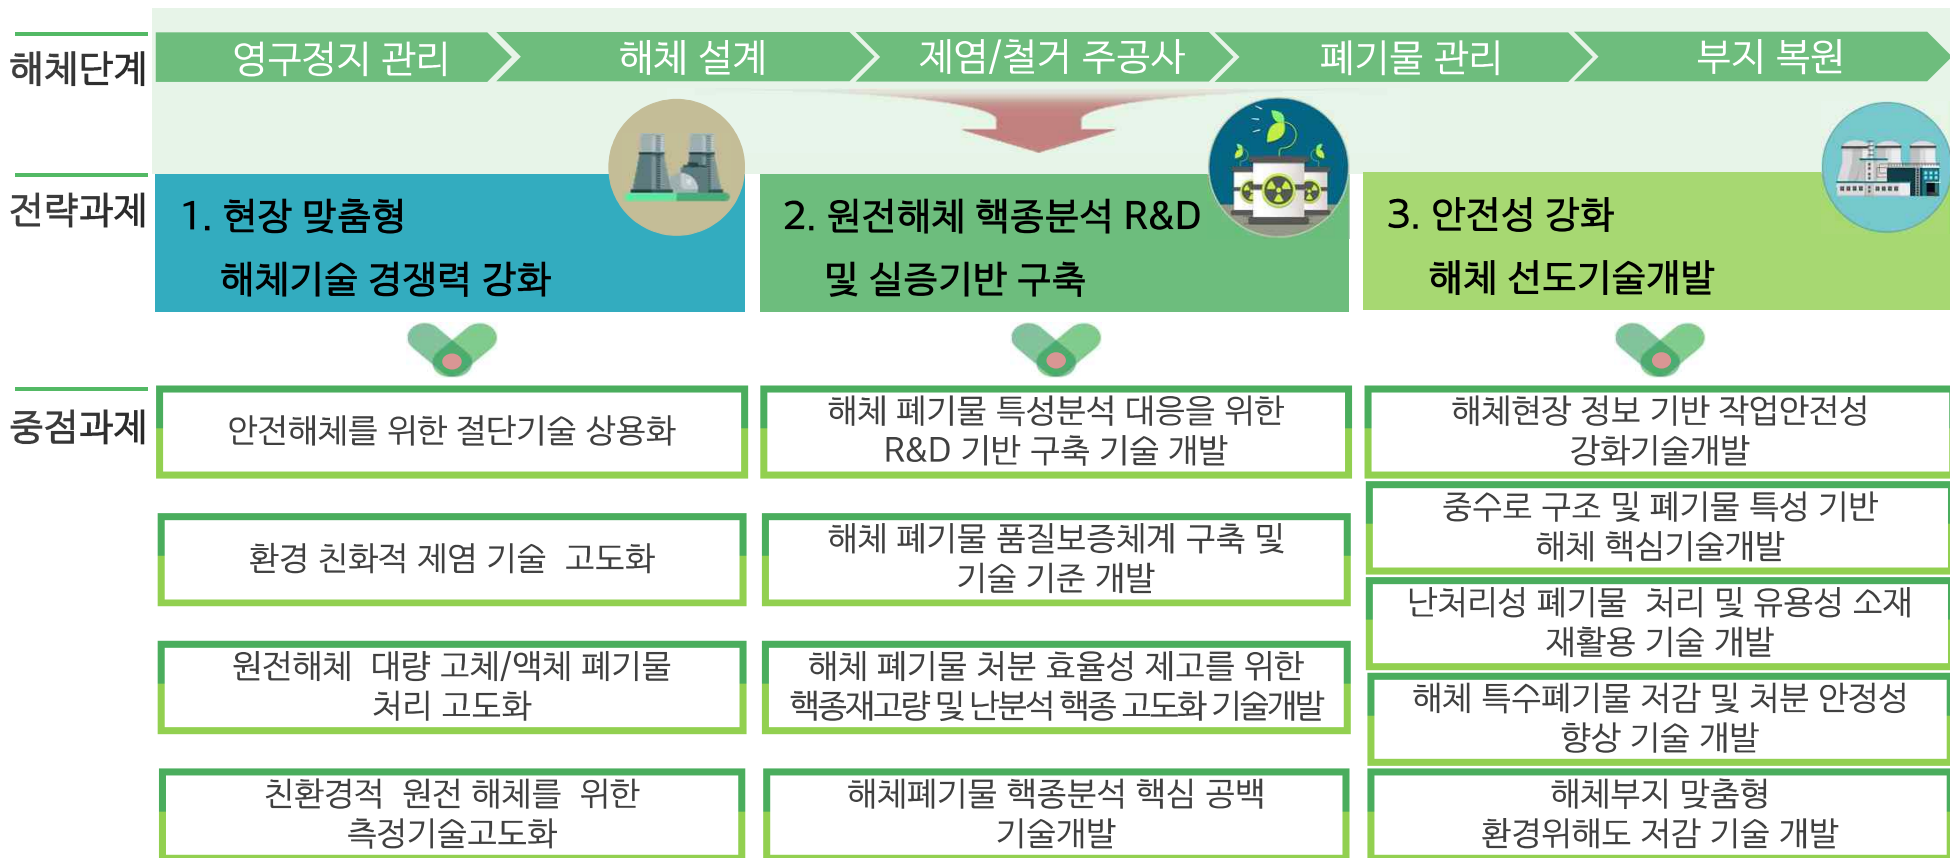 해체단계
영구정지 관리
해체 설계
제염/철거 주공사
폐기물 관리
부지 복원
전략과제
1. 현장 맞춤형
해체기술 경쟁력 강화
2. 원전해체 핵종분석 R&D
및 실증기반 구축
3. 안전성 강화
해체 선도기술개발
중점과제
안전해체를 위한 절단기술 상용화
환경 친화적 제염 기술 고도화
원전해체 대량 고체/액체 폐기물
처리 고도화
친환경적 원전 해체를 위한
측정기술고도화
해체 폐기물 특성분석 대응을 위한
R&D 기반 구축 기술 개발
해체 폐기물 품질보증체계 구축 및
기술 기준 개발
해체 폐기물 처분 효율성 제고를 위한
핵종재고량 및 난분석 핵종 고도화 기술개발
해체폐기물 핵종분석 핵심 공백
기술개발
해체현장 정보 기반 작업안전성
강화기술개발
중수로 구조 및 폐기물 특성 기반
해체 핵심기술개발
난처리성 폐기물 처리 및 유용성 소재
재활용 기술 개발
해체 특수폐기물 저감 및 처분 안정성
향상 기술 개발
해체부지 맞춤형
환경위해도 저감 기술 개발